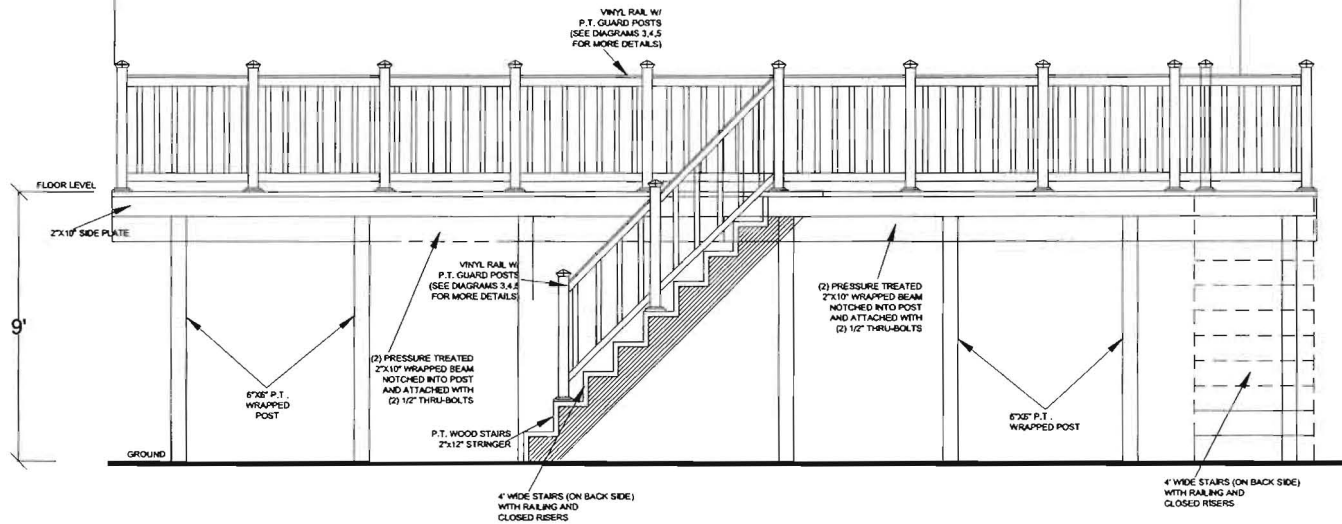 VINYL RAIL W/
P.T. GUARD POSTS
(SEE DIAGRAMS 3,4,5
FOR MORE DETAILS)
FLOOR LEVEL
2"X10" SIDE PLATE
VINYL RAIL W/
P.T. GUARD POSTS
(SEE DIAGRAMS 3,4,5
FOR MORE DETAILS)
(2) PRESSURE TREATED
2"X10" WRAPPED BEAM
NOTCHED INTO POST
AND ATTACHED WITH
(2) 1/2" THRU-BOLTS
9'
(2) PRESSURE TREATED
2"X10" WRAPPED BEAM
NOTCHED INTO POST
AND ATTACHED WITH
(2) 1/2" THRU-BOLTS
6"X6" P.T.
WRAPPED
POST
6"X6" P.T.
WRAPPED POST
P.T. WOOD STAIRS
2"x12" STRINGER
GROUND
4' WIDE STAIRS (ON BACK SIDE)
WITH RAILING AND
CLOSED RISERS
4' WIDE STAIRS (ON BACK SIDE)
WITH RAILING AND
CLOSED RISERS